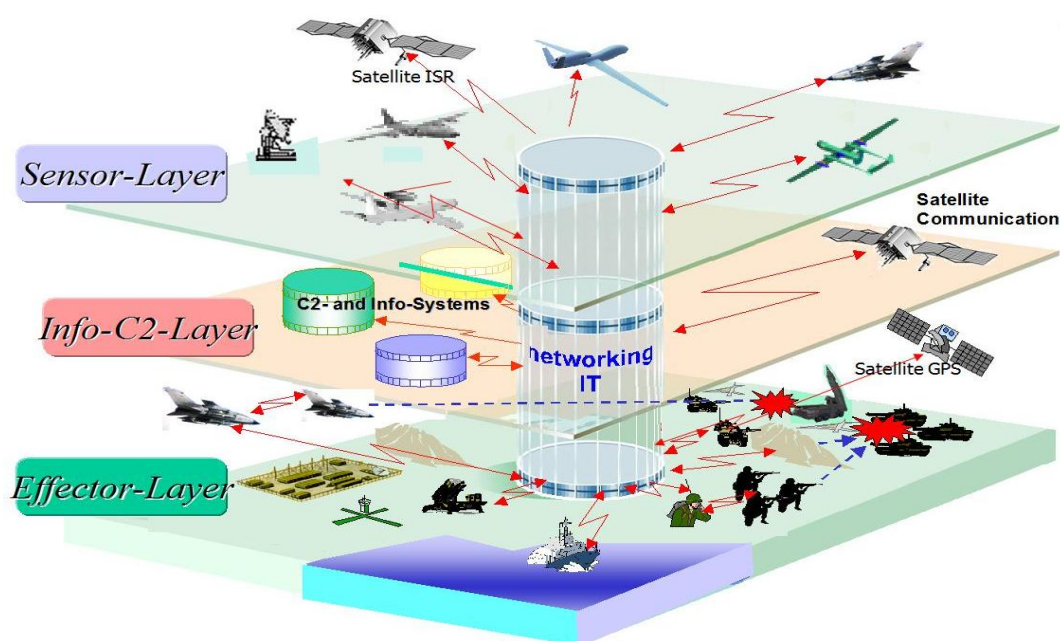 Satellite ISR
Sensor-Layer
Satellite
Communication
C2- and Info-Systems
Info-C2-Layer
networking
IT
Satellite GPS
Effector-Layer